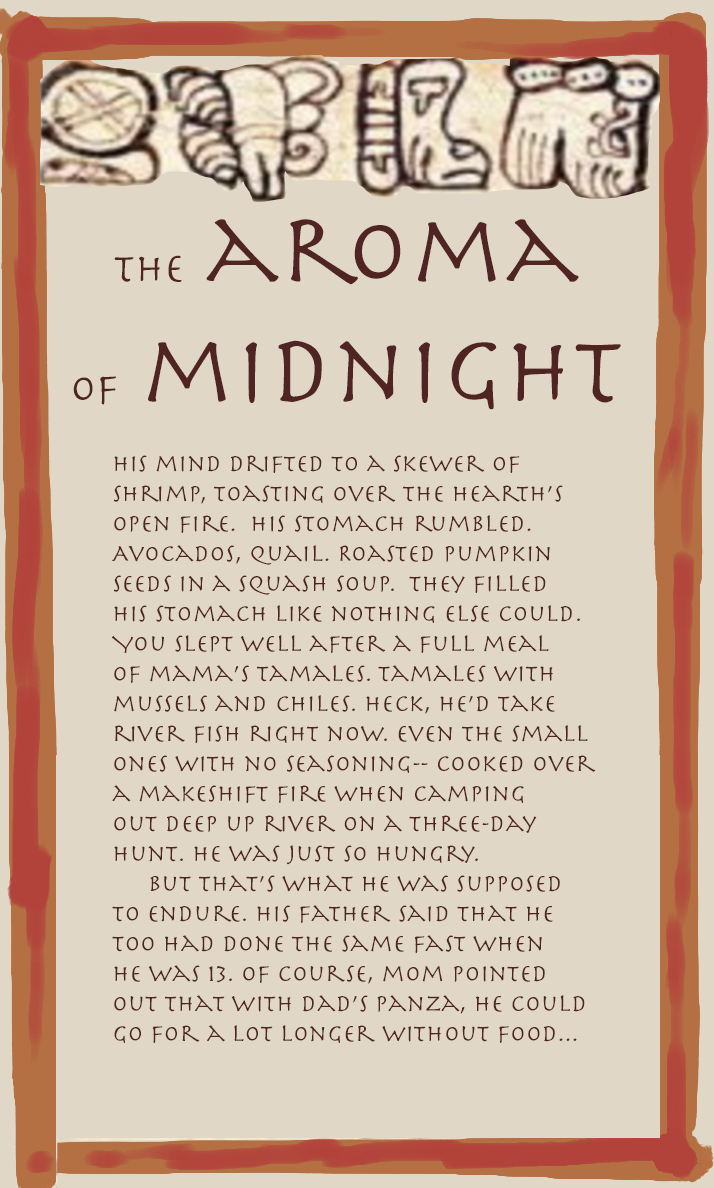 THE AROMA
OF MIDNIGHT
HIS MIND DRIFTED TO A SKEWER OF
SHRIMP, TOASTING OVER THE HEARTH'S
OPEN FIRE.  HIS STOMACH RUMBLED.
AVOCADOS, QUAIL. ROASTED PUMPKIN
SEEDS IN A SQUASH SOUP.  THEY FILLED
HIS STOMACH LIKE NOTHING ELSE COULD.
YOU SLEPT WELL AFTER A FULL MEAL
OF MAMA'S TAMALES. TAMALES WITH
MUSSELS AND CHILES. HECK, HE'D TAKE
RIVER FISH RIGHT NOW. EVEN THE SMALL
ONES WITH NO SEASONING-- COOKED OVER
A MAKESHIFT FIRE WHEN CAMPING
OUT DEEP UP RIVER ON A THREE-DAY
HUNT. HE WAS JUST SO HUNGRY.
BUT THAT'S WHAT HE WAS SUPPOSED
TO ENDURE. HIS FATHER SAID THAT HE
TOO HAD DONE THE SAME FAST WHEN
HE WAS 13. OF COURSE, MOM POINTED
OUT THAT WITH DAD'S PANZA, HE COULD
GO FOR A LOT LONGER WITHOUT FOOD...